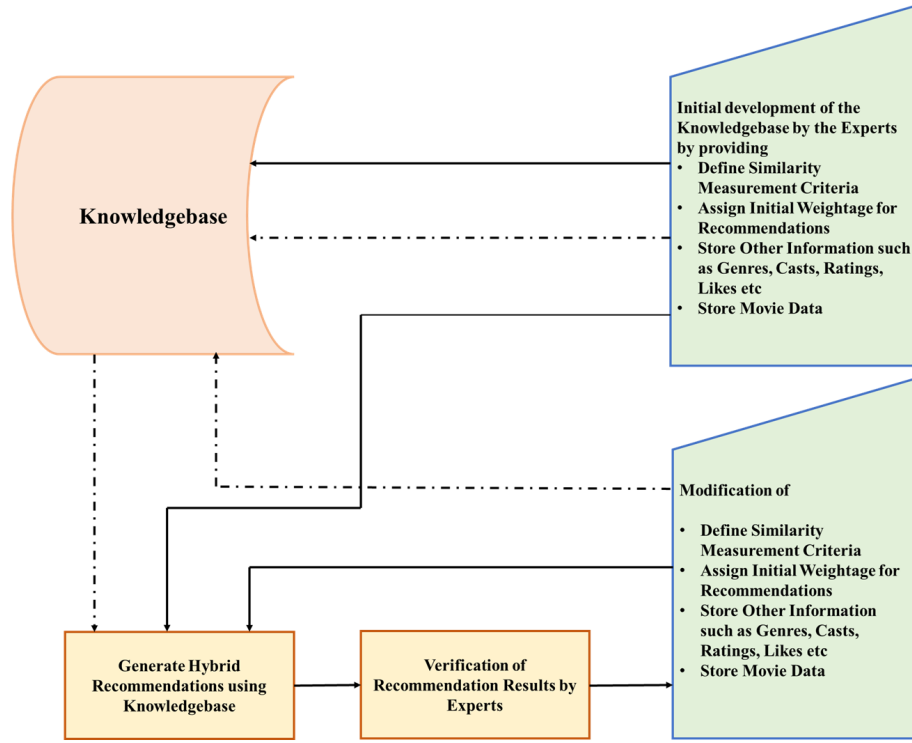 Knowledgebase
Initial development of the
Knowledgebase by the Experts
by providing
• Define Similarity
Measurement Criteria
• Assign Initial Weightage for
Recommendations
• Store Other Information such
as Genres, Casts, Ratings,
Likes etc
• Store Movie Data
Modification of
• Define Similarity
Measurement Criteria
• Assign Initial Weightage for
Recommendations
• Store Other Information
such as Genres, Casts,
Ratings, Likes etc
• Store Movie Data
Generate Hybrid
Recommendations using
Knowledgebase
Verification of
Recommendation Results by
Experts